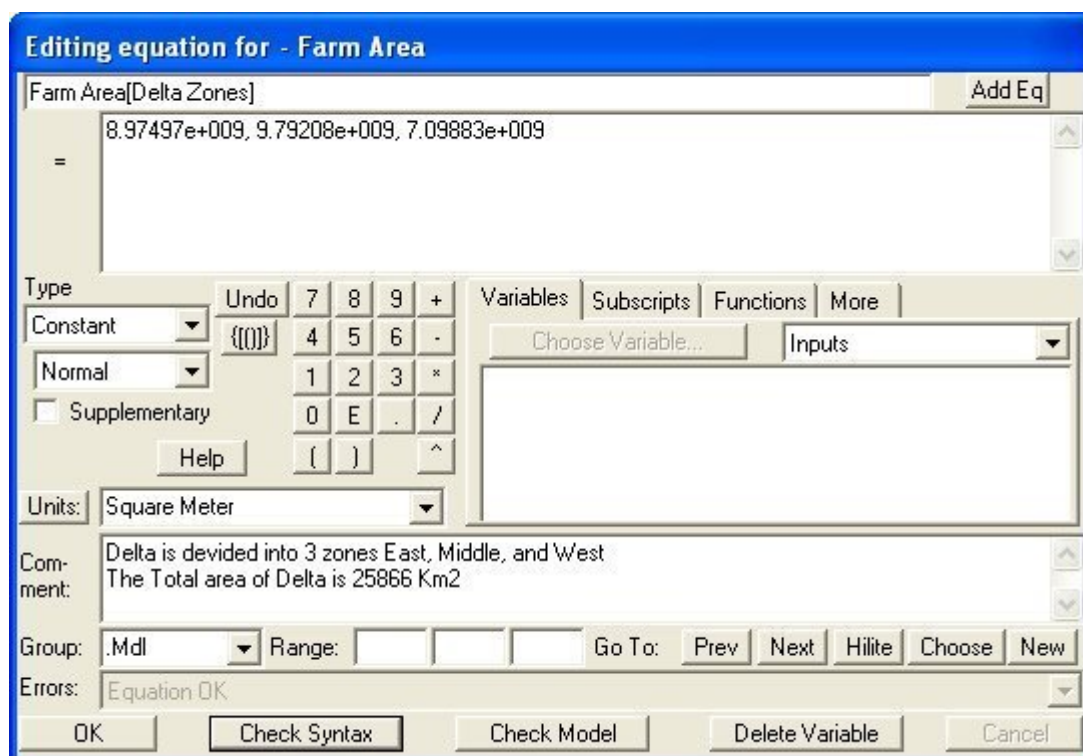 Editing equation for - Farm Area
Farm Area[Delta Zones]
Add Eq
=
8.97497e+009, 9.79208e+009, 7.09883e+009
Type
Constant
Normal
Supplementary
Help
Undo 7 8 9 +
{[()]} 4 5 6 -
1 2 3 *
0 E . /
( ) ^
Variables Subscripts Functions More
Choose Variable... Inputs
Units: Square Meter
Com-
ment:
Delta is devided into 3 zones East, Middle, and West
The Total area of Delta is 25866 Km2
Group: .Mdl Range: Go To: Prev Next Hilite Choose New
Errors: Equation OK
OK Check Syntax Check Model Delete Variable Cancel